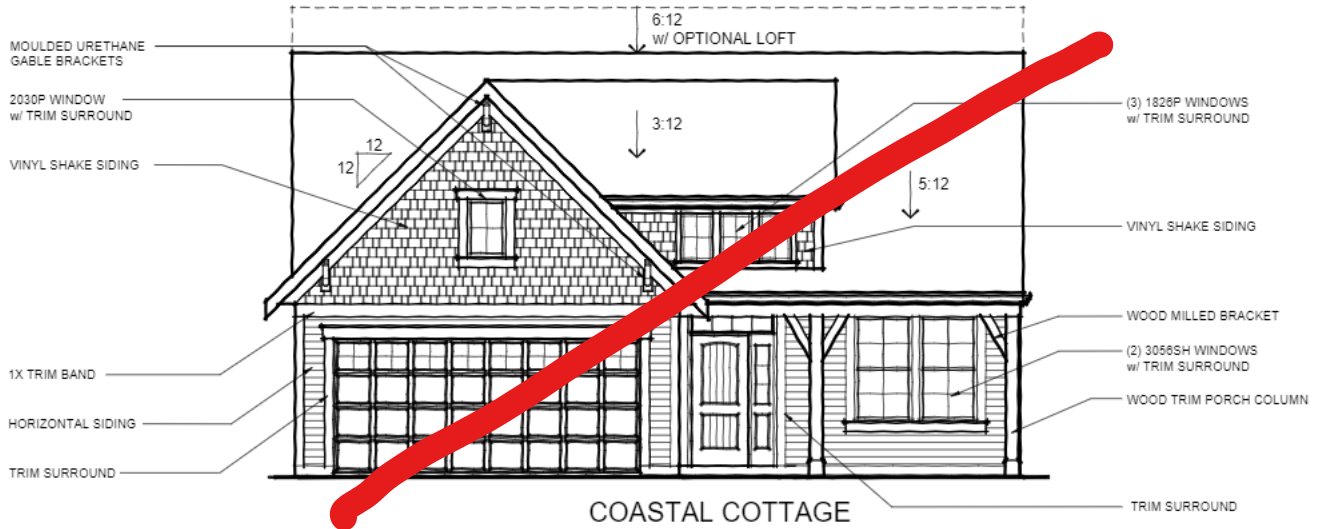 6:12
w/ OPTIONAL LOFT
MOULDED URETHANE
GABLE BRACKETS
2030P WINDOW
w/ TRIM SURROUND
VINYL SHAKE SIDING
12
12
3:12
5:12
(3) 1826P WINDOWS
w/ TRIM SURROUND
VINYL SHAKE SIDING
WOOD MILLED BRACKET
(2) 3056SH WINDOWS
w/ TRIM SURROUND
WOOD TRIM PORCH COLUMN
1X TRIM BAND
HORIZONTAL SIDING
TRIM SURROUND
TRIM SURROUND
COASTAL COTTAGE